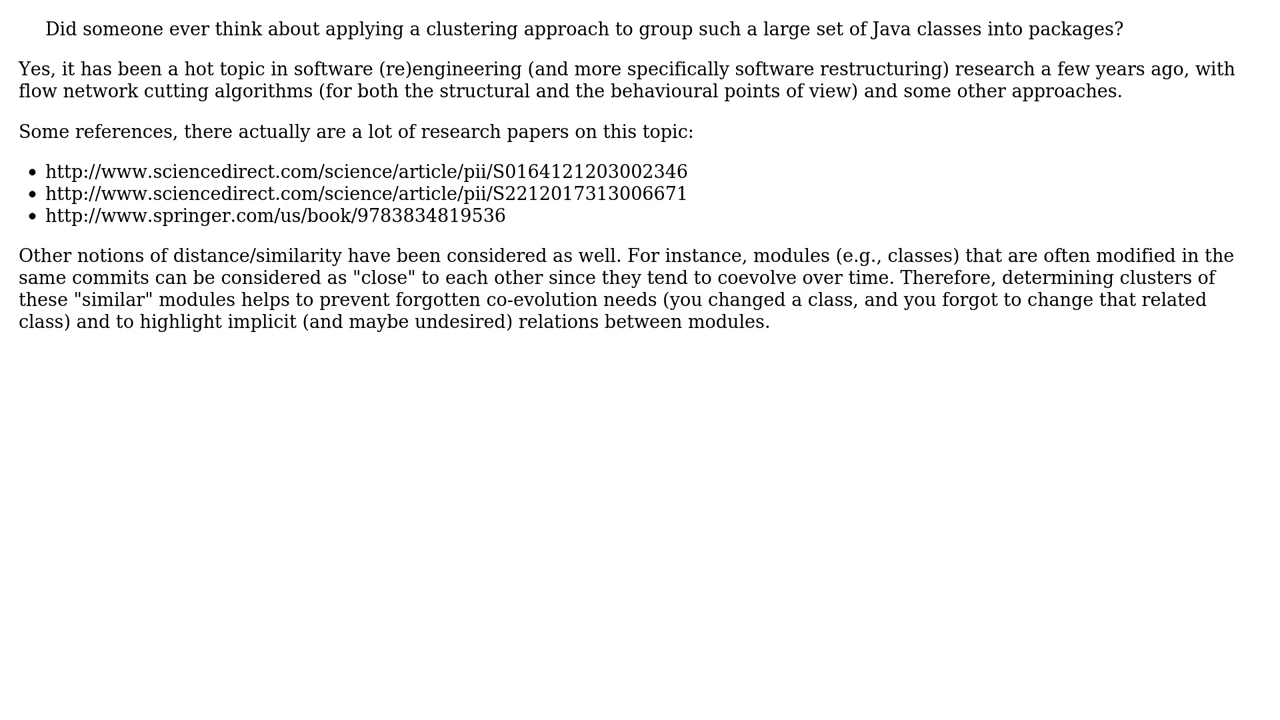 Did someone ever think about applying a clustering approach to group such a large set of Java classes into packages?
Yes, it has been a hot topic in software (re)engineering (and more specifically software restructuring) research a few years ago, with
flow network cutting algorithms (for both the structural and the behavioural points of view) and some other approaches.
Some references, there actually are a lot of research papers on this topic:
• http://www.sciencedirect.com/science/article/pii/S0164121203002346
• http://www.sciencedirect.com/science/article/pii/S2212017313006671
• http://www.springer.com/us/book/9783834819536
Other notions of distance/similarity have been considered as well. For instance, modules (e.g., classes) that are often modified in the
same commits can be considered as "close" to each other since they tend to coevolve over time. Therefore, determining clusters of
these "similar" modules helps to prevent forgotten co-evolution needs (you changed a class, and you forgot to change that related
class) and to highlight implicit (and maybe undesired) relations between modules.